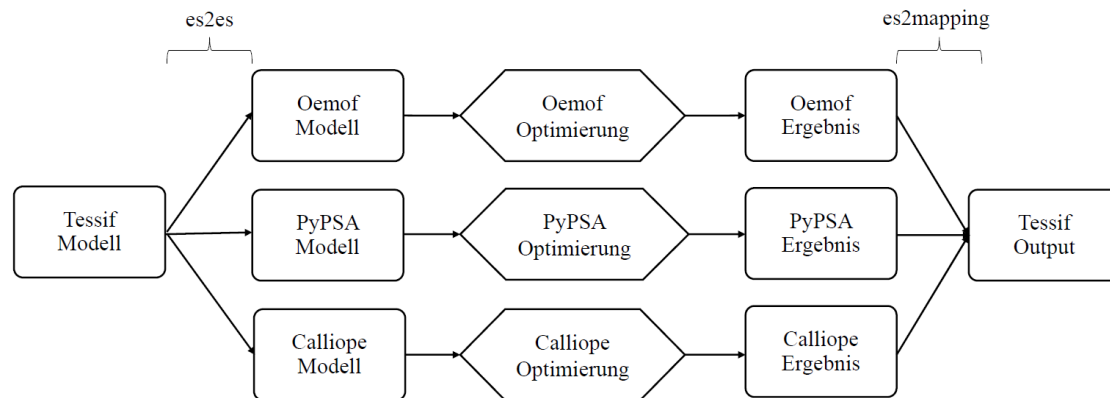 es2es
es2mapping
Oemof
Modell
Oemof
Optimierung
Oemof
Ergebnis
Tessif
Modell
PyPSA
Modell
PyPSA
Optimierung
PyPSA
Ergebnis
Tessif
Output
Calliope
Modell
Calliope
Optimierung
Calliope
Ergebnis